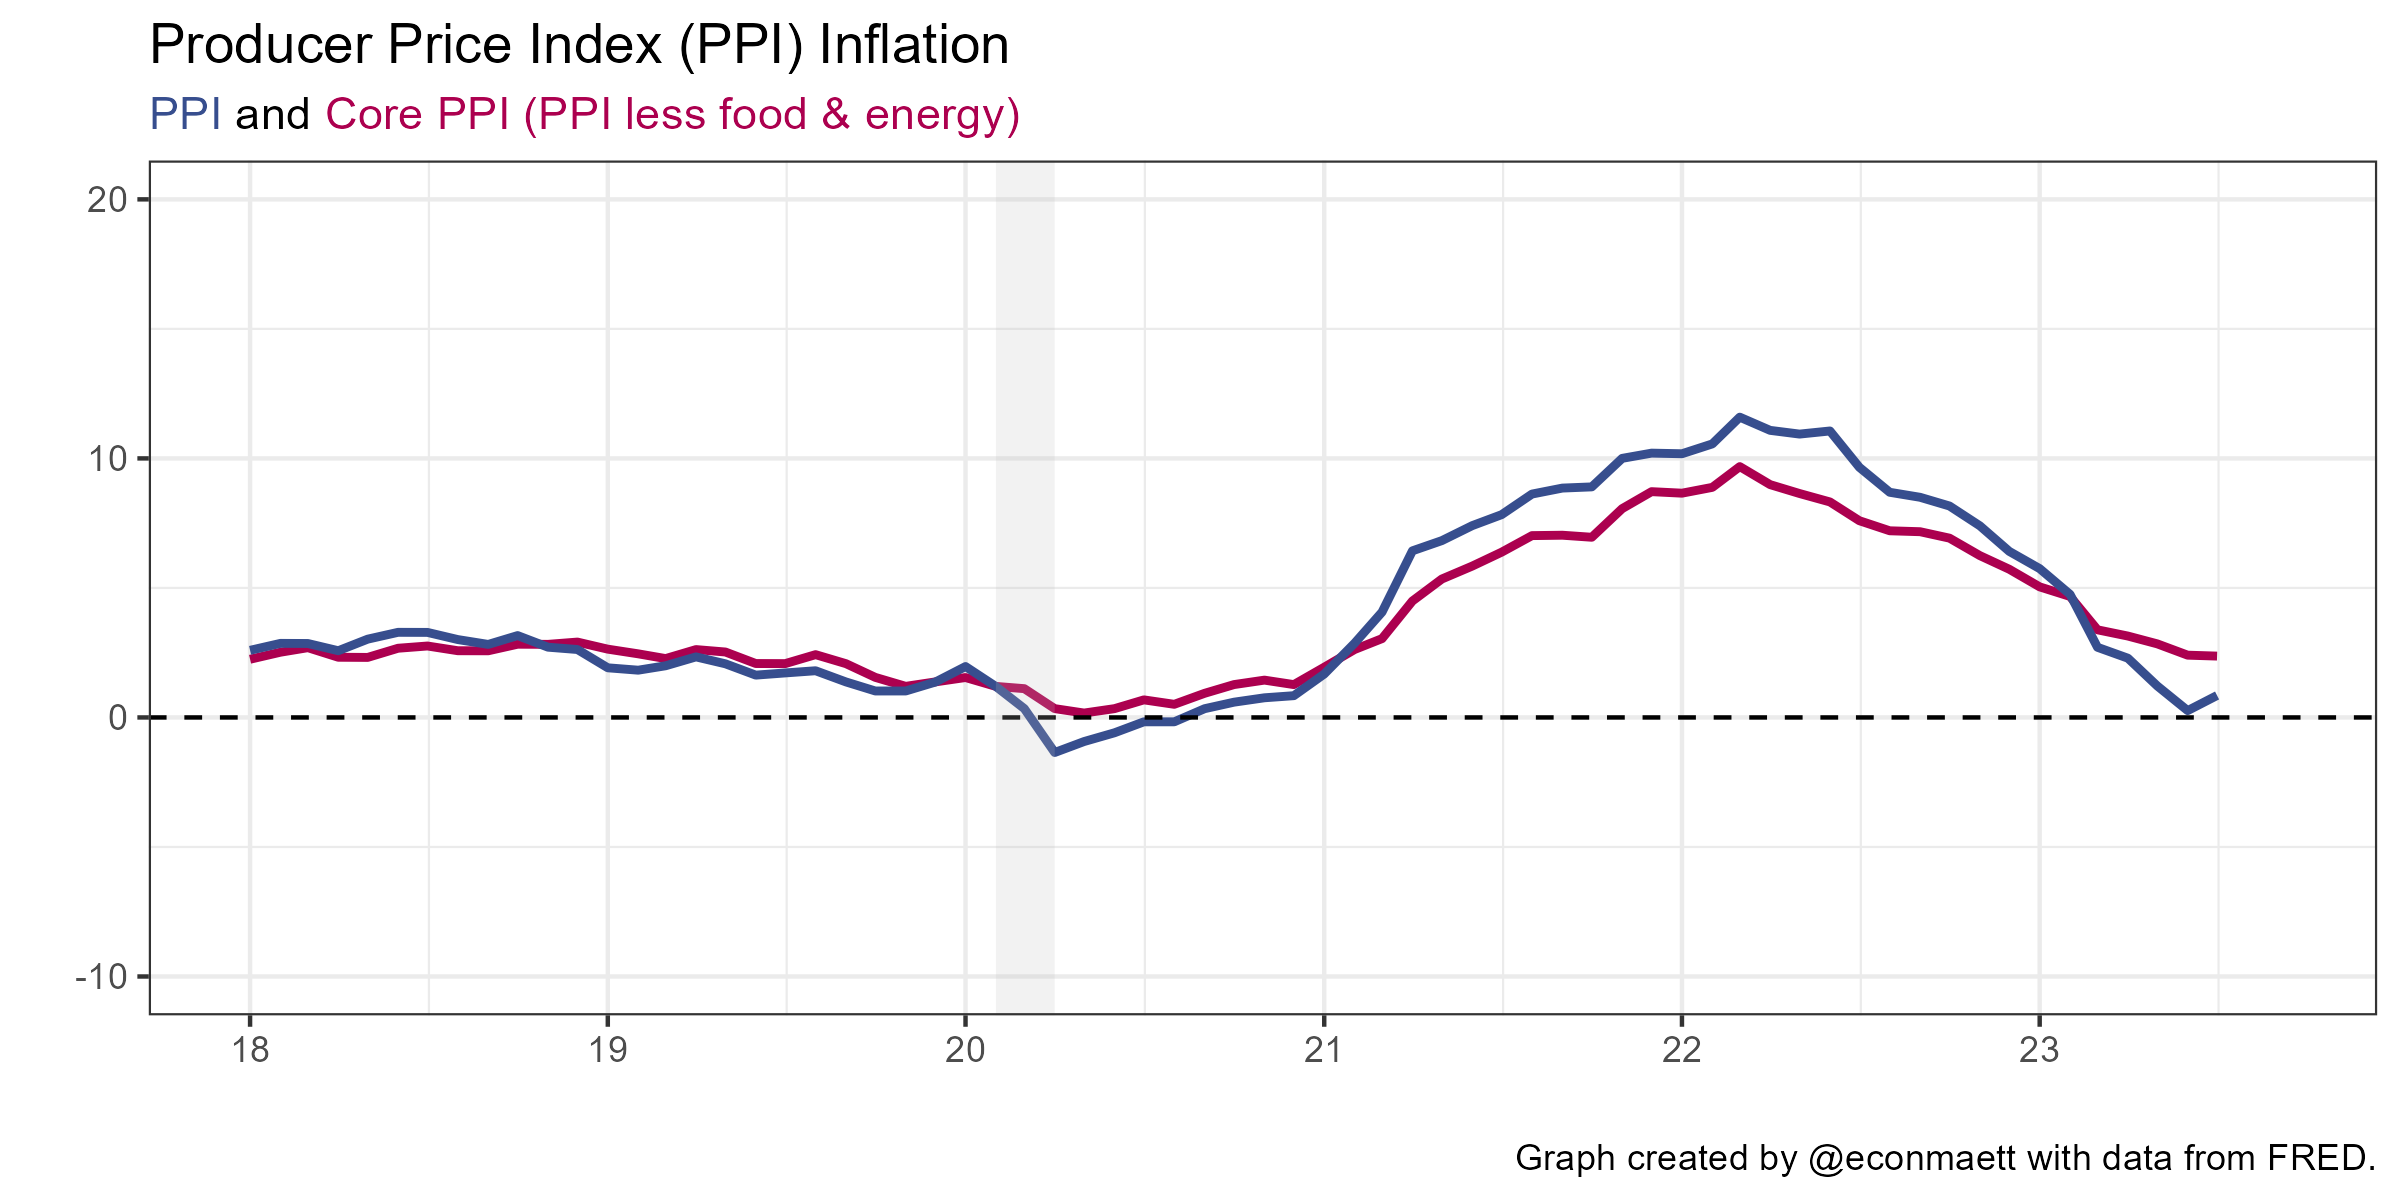 Producer Price Index (PPI) Inflation
PPI and Core PPI (PPI less food & energy)
20
10
0
-10
18 19 20 21 22 23
Graph created by @econmaett with data from FRED.